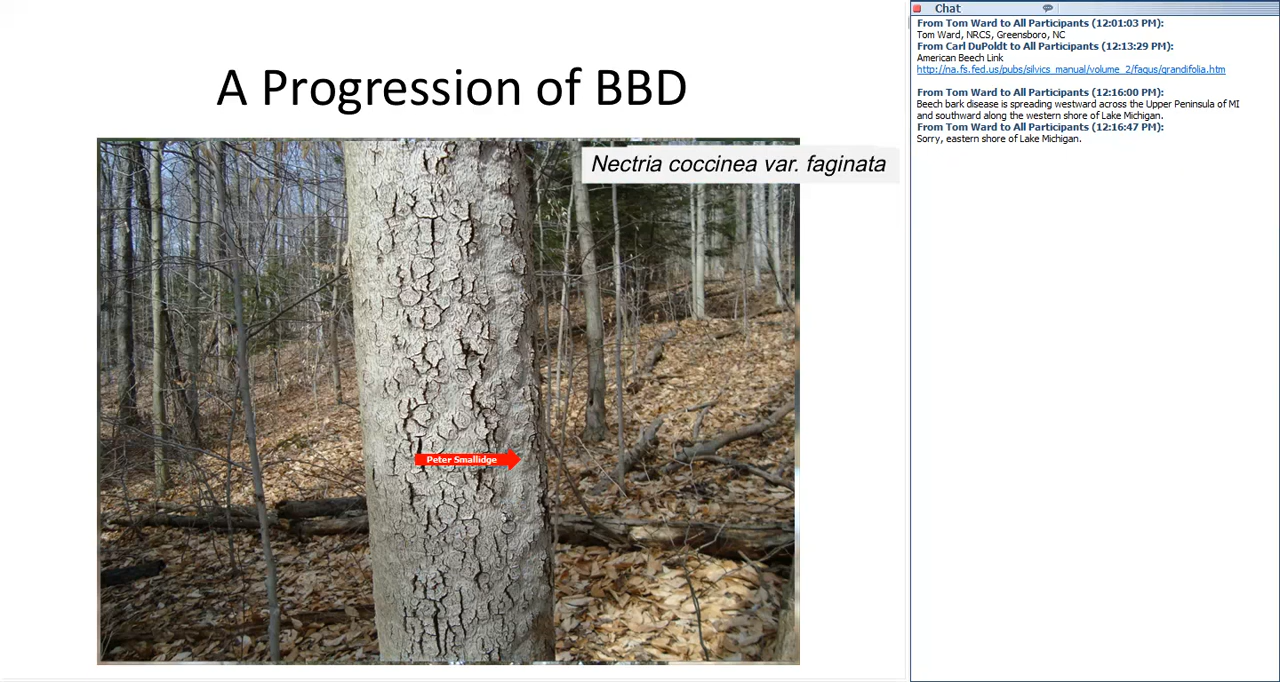 A Progression of BBD
Nectria coccinea var. faginata
Peter Smallidge
Chat
From Tom Ward to All Participants (12:01:03 PM):
Tom Ward, NRCS, Greensboro, NC
From Carl DuPoldt to All Participants (12:13:29 PM):
American Beech Link
http://na.fs.fed.us/pubs/silvics_manual/volume_2/fagus/grandifolia.htm
From Tom Ward to All Participants (12:16:00 PM):
Beech bark disease is spreading westward across the Upper Peninsula of MI
and southward along the western shore of Lake Michigan.
From Tom Ward to All Participants (12:16:47 PM):
Sorry, eastern shore of Lake Michigan.